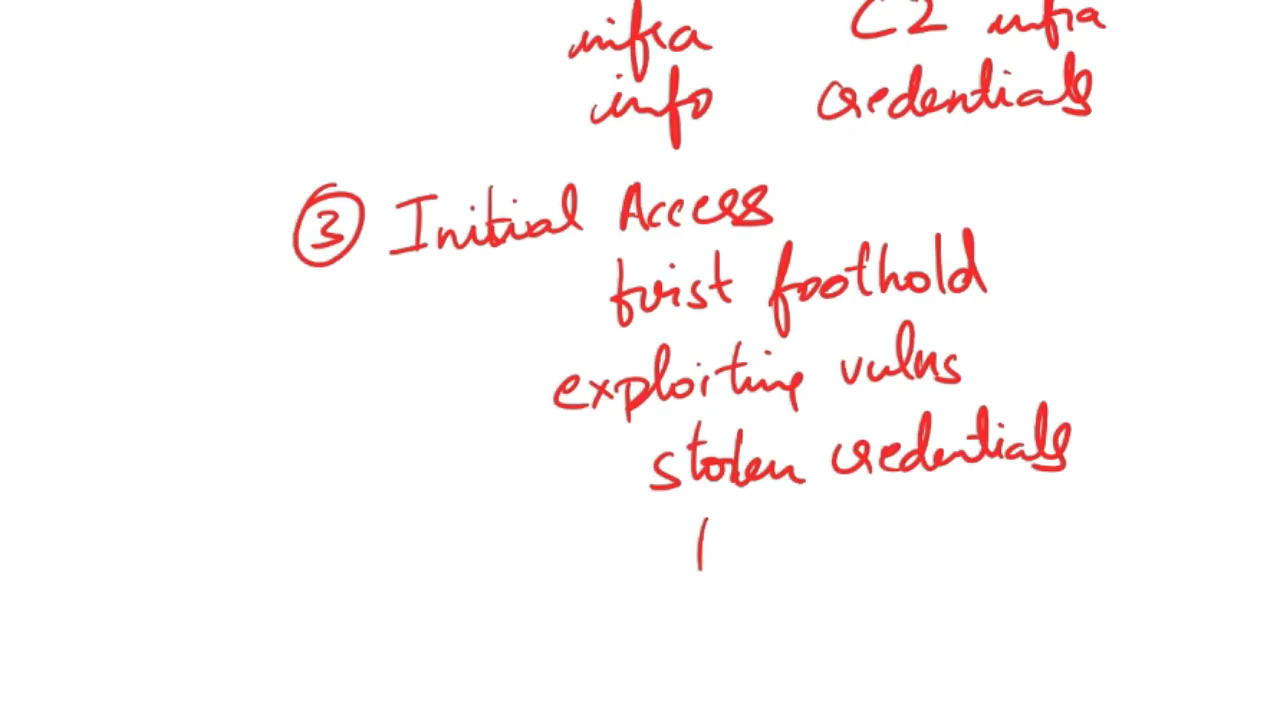 infra C2 infra
info credentials
3 Initial Access
first foothold
exploiting vulns
stolen credentials